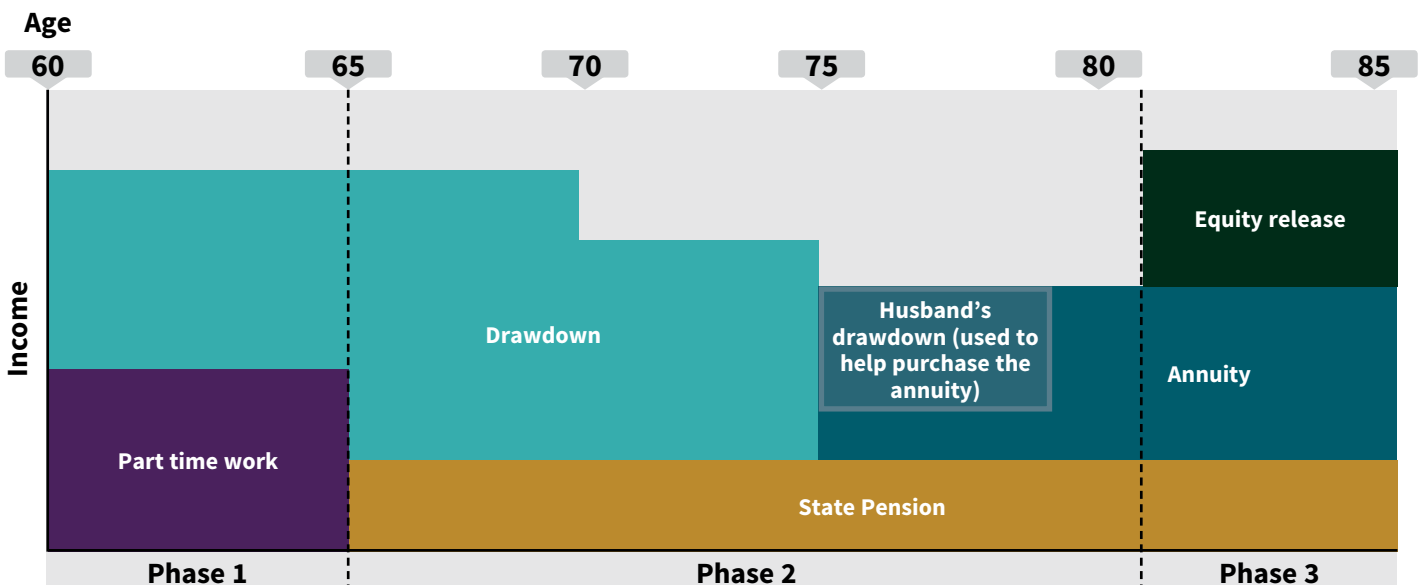 Age
60 65 70 75 80 85
Equity release
Husband’s
drawdown (used to
help purchase the
annuity)
Drawdown
Income
Annuity
Part time work
State Pension
Phase 1 Phase 2 Phase 3